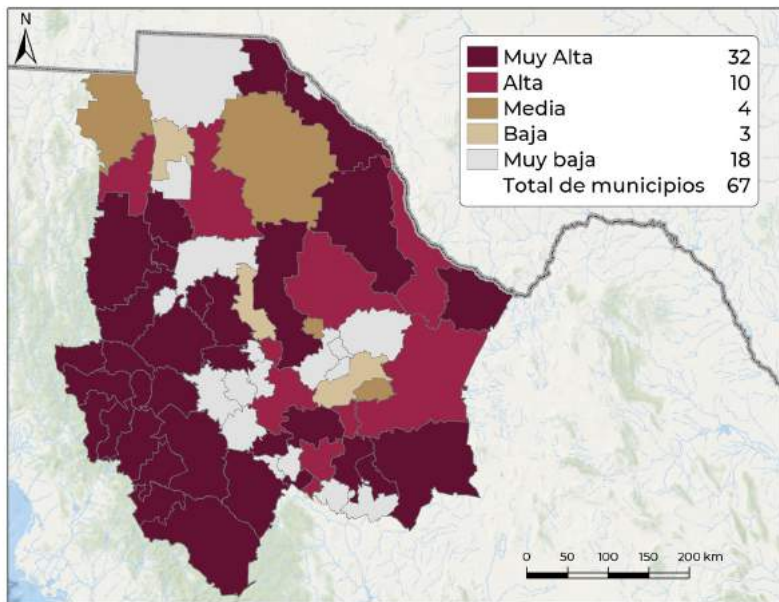 N
Muy Alta 32
Alta 10
Media 4
Baja 3
Muy baja 18
Total de municipios 67
0 50 100 150 200 km